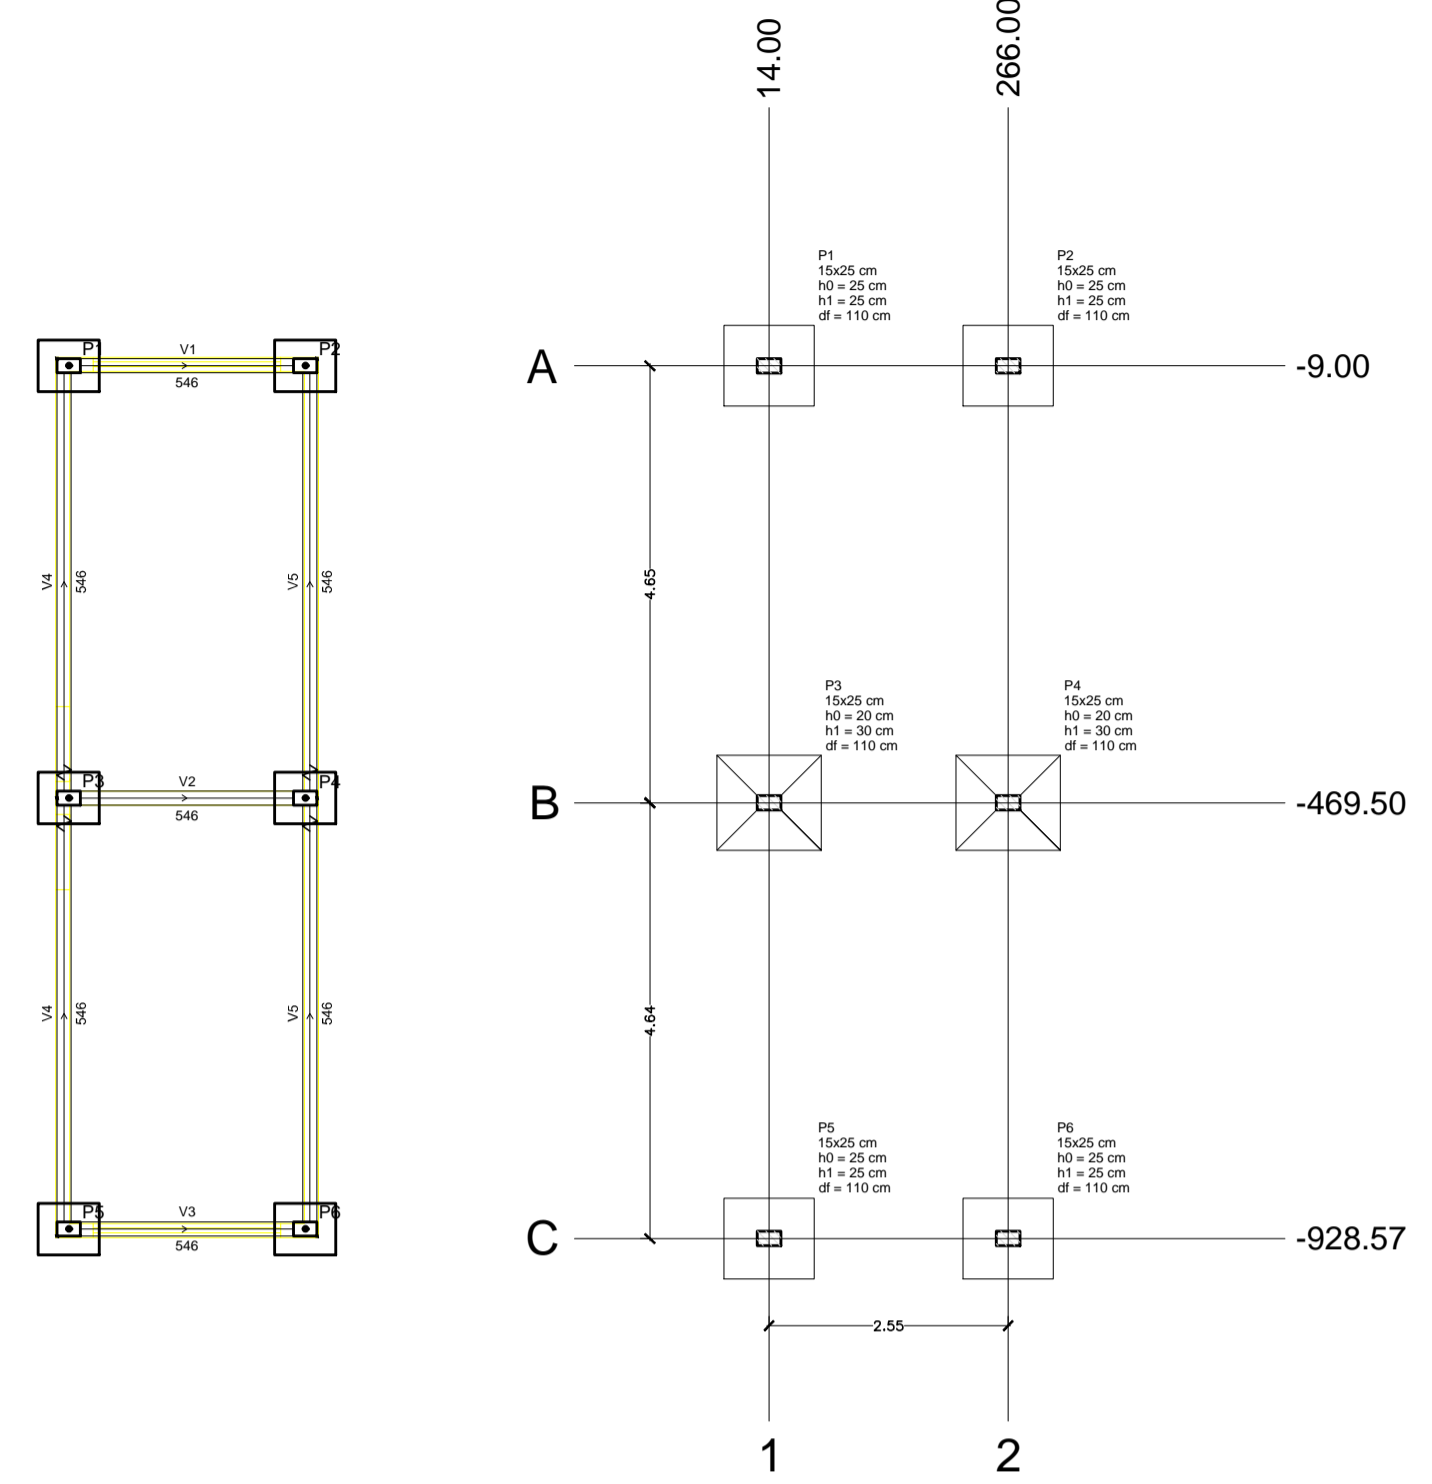 14.00
266.00
P1
15x25 cm
h0 = 25 cm
h1 = 25 cm
df = 110 cm
P2
15x25 cm
h0 = 25 cm
h1 = 25 cm
df = 110 cm
P1
V1
546
P2
A
-9.00
V4
546
V5
546
4.65
P3
15x25 cm
h0 = 20 cm
h1 = 30 cm
df = 110 cm
P4
15x25 cm
h0 = 20 cm
h1 = 30 cm
df = 110 cm
P3
V2
546
P4
B
-469.50
V4
546
V5
546
4.64
P5
15x25 cm
h0 = 25 cm
h1 = 25 cm
df = 110 cm
P6
15x25 cm
h0 = 25 cm
h1 = 25 cm
df = 110 cm
P5
V3
546
P6
C
-928.57
2.55
1
2